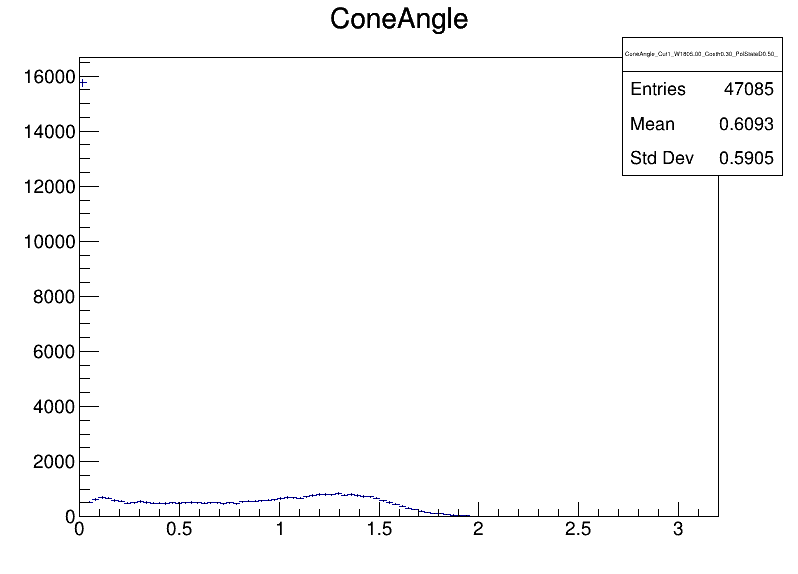 ConeAngle
ConeAngle_Cut1_W1805.00_Costh0.30_PolStateD0.50_
Entries 47085
Mean 0.6093
Std Dev 0.5905
16000
14000
12000
10000
8000
6000
4000
2000
0
0 0.5 1 1.5 2 2.5 3